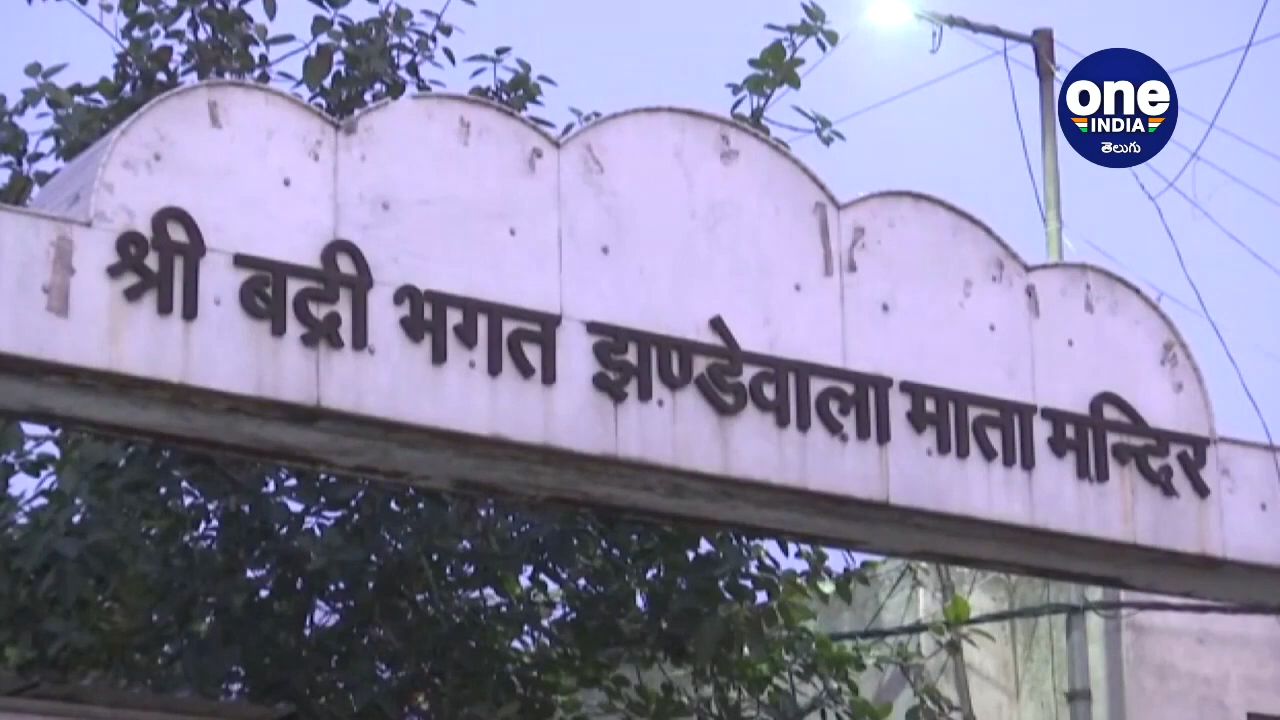 one
INDIA
తెలుగు
श्री बद्री भगत झण्डेवाला माता मन्दिर